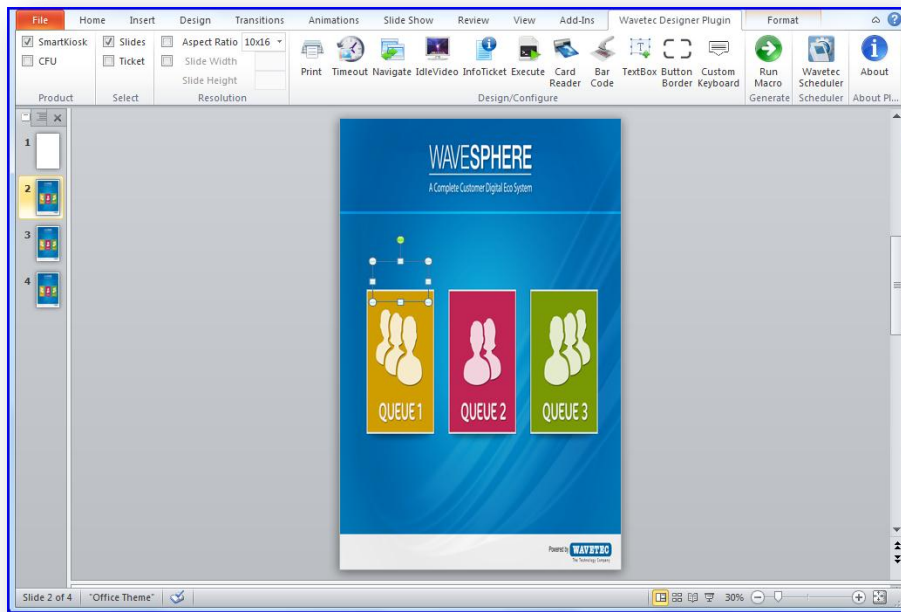 File Home Insert Design Transitions Animations Slide Show Review View Add-Ins Wavetec Designer Plugin Format
SmartKiosk Slides Aspect Ratio 10x16
CFU Ticket Slide Width
Slide Height
Print Timeout Navigate IdleVideo InfoTicket Execute Card Reader Bar Code TextBox Button Border Custom Keyboard Run Macro Wavetec Scheduler About
Product Select Resolution Design/Configure Generate Scheduler About Pl...
1
2
3
4
WAVESPHERE
A Complete Customer Digital Eco System
QUEUE 1 QUEUE 2 QUEUE 3
Powered by WAVETEC
The Technology Company
Slide 2 of 4 "Office Theme" 30%